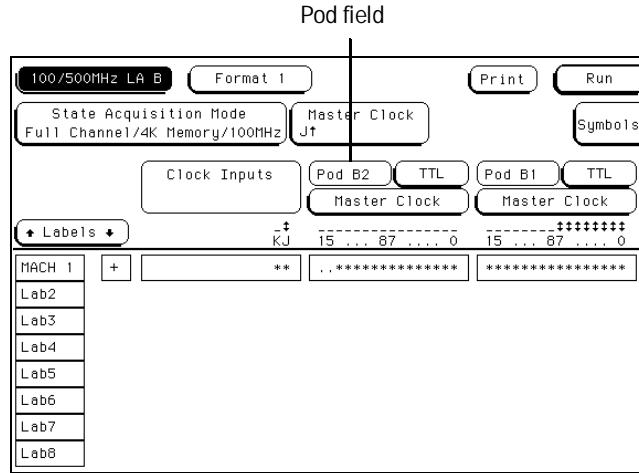 Pod field
100/500MHz LA B Format 1 Print Run
State Acquisition Mode Master Clock
Full Channel/4K Memory/100MHz J↑ Symbols
Clock Inputs Pod B2 TTL Pod B1 TTL
Master Clock Master Clock
_↕ ---------------- --------↕↕↕↕↕↕↕↕
↑ Labels ↓ KJ 15 ... 87 .... 0 15 ... 87 .... 0
MACH 1 + ** ..************** ****************
Lab2
Lab3
Lab4
Lab5
Lab6
Lab7
Lab8